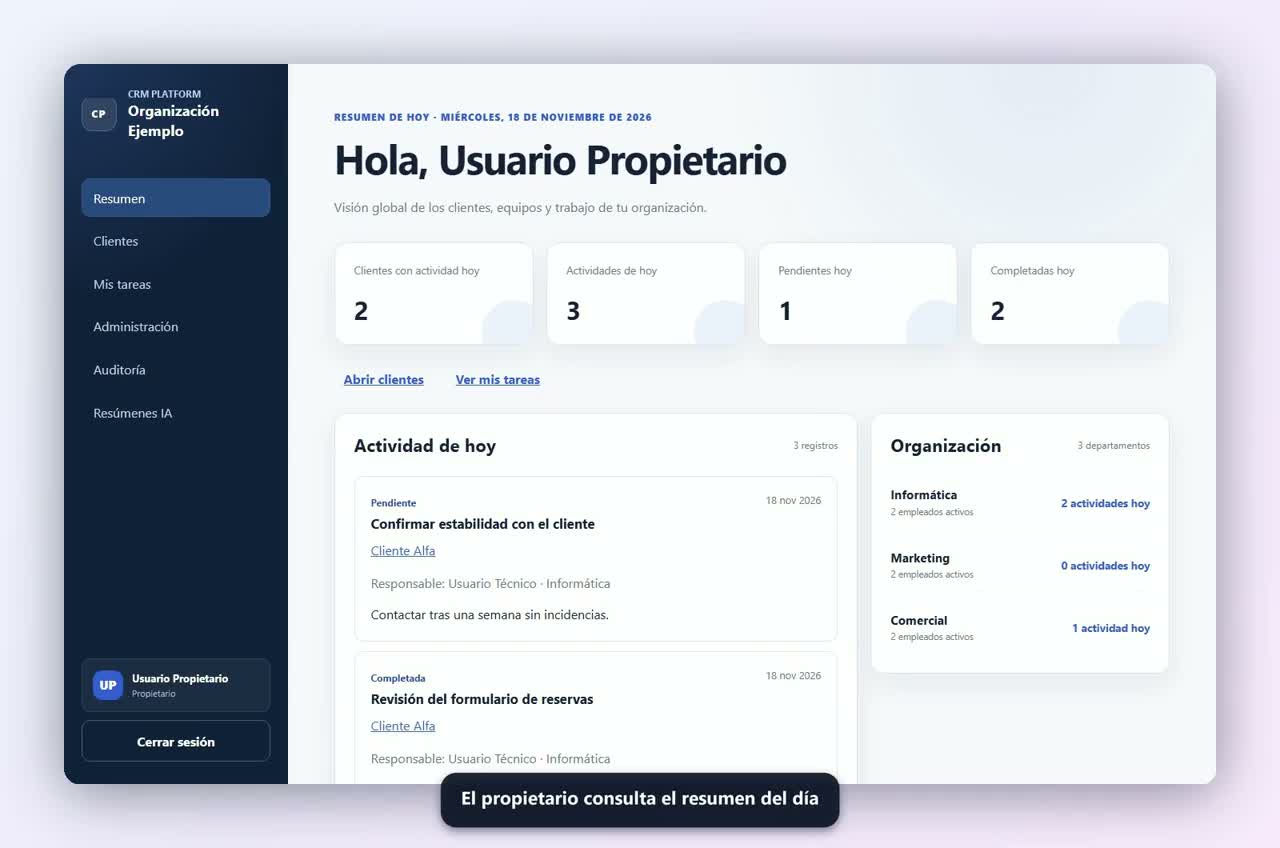 CRM PLATFORM
CP
Organización
Ejemplo
Resumen
Clientes
Mis tareas
Administración
Auditoría
Resúmenes IA
UP
Usuario Propietario
Propietario
Cerrar sesión
RESUMEN DE HOY · MIÉRCOLES, 18 DE NOVIEMBRE DE 2026
Hola, Usuario Propietario
Visión global de los clientes, equipos y trabajo de tu organización.
Clientes con actividad hoy
2
Actividades de hoy
3
Pendientes hoy
1
Completadas hoy
2
Abrir clientes
Ver mis tareas
Actividad de hoy
3 registros
Pendiente
18 nov 2026
Confirmar estabilidad con el cliente
Cliente Alfa
Responsable: Usuario Técnico · Informática
Contactar tras una semana sin incidencias.
Completada
18 nov 2026
Revisión del formulario de reservas
Cliente Alfa
Responsable: Usuario Técnico · Informática
Organización
3 departamentos
Informática
2 empleados activos
2 actividades hoy
Marketing
2 empleados activos
0 actividades hoy
Comercial
2 empleados activos
1 actividad hoy
El propietario consulta el resumen del día